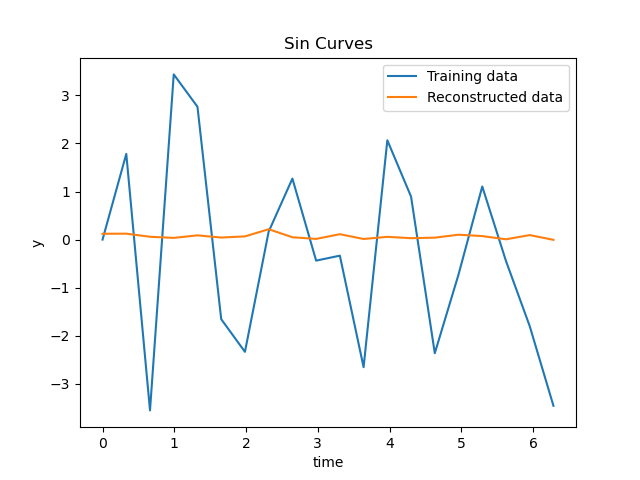 Sin Curves
Training data
Reconstructed data
3
2
1
0
−1
−2
−3
y
0
1
2
3
4
5
6
time